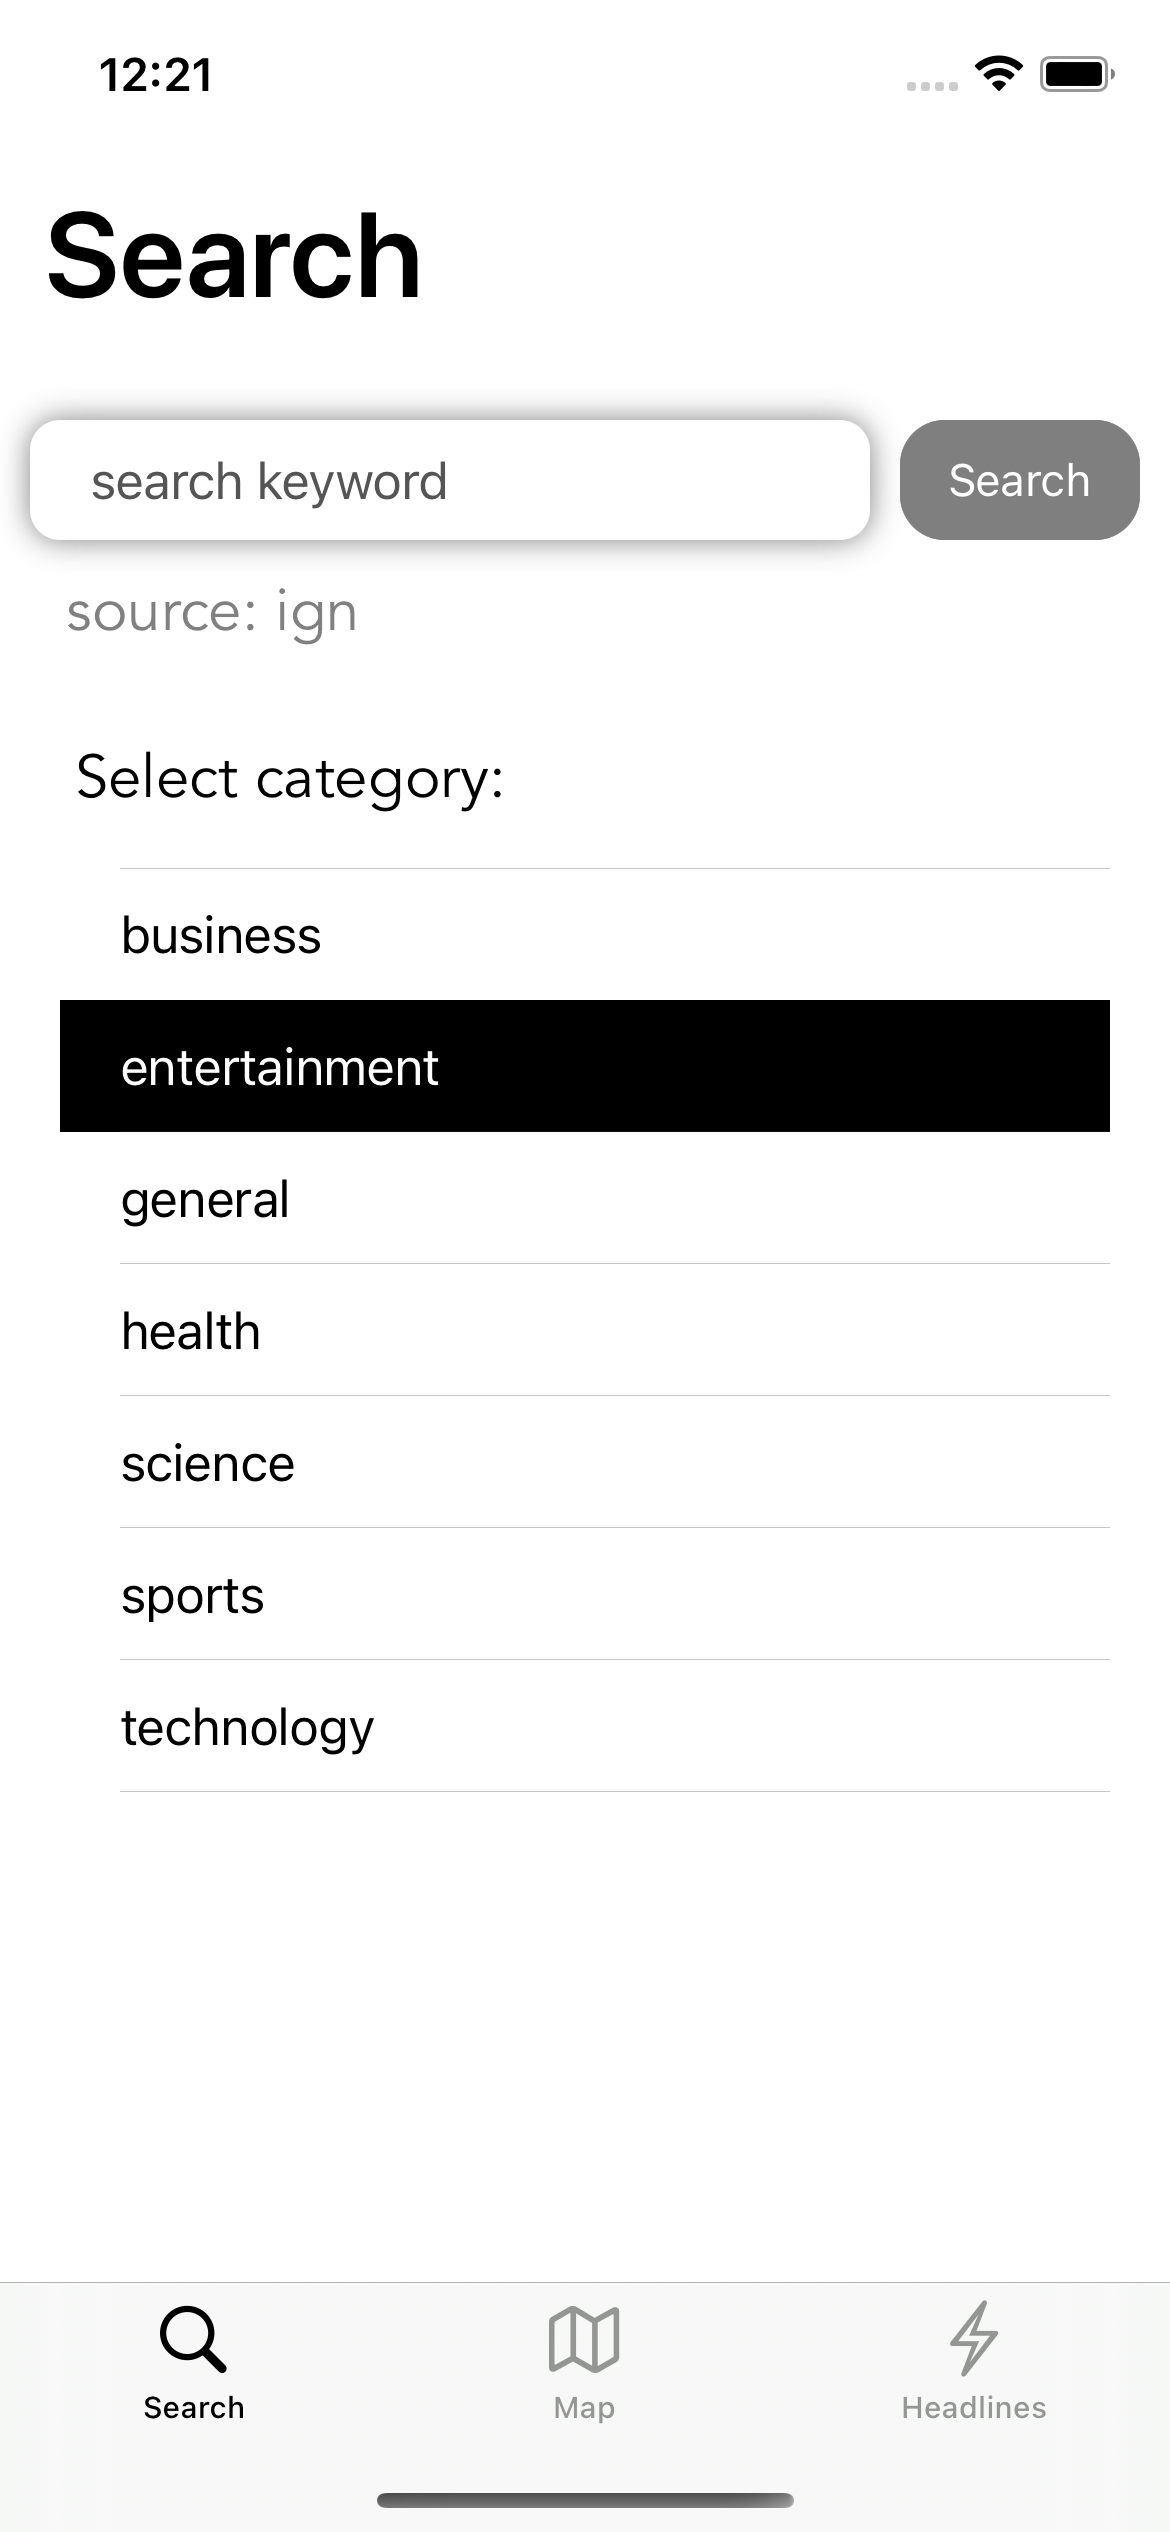 12:21
Search
search keyword
Search
source: ign
Select category:
business
entertainment
general
health
science
sports
technology
Search
Map
Headlines